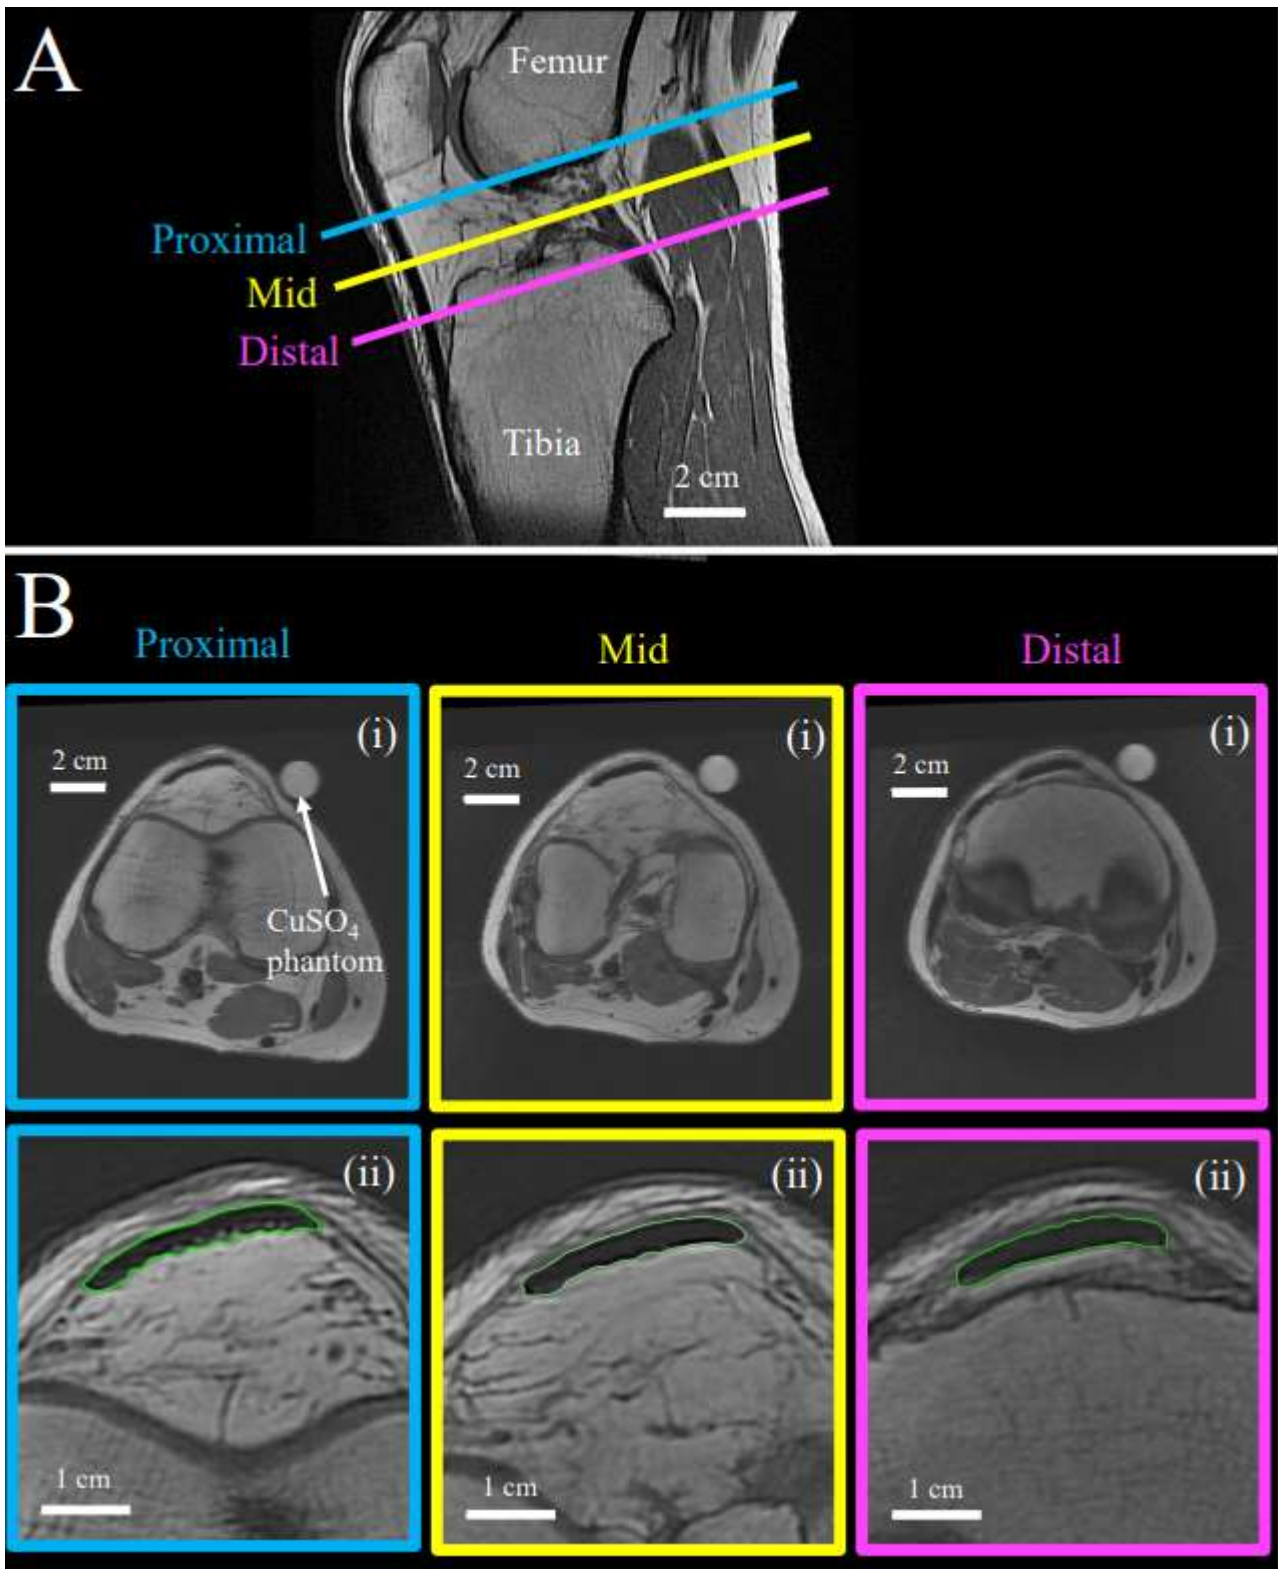 A
Femur
Proximal
Mid
Distal
Tibia
2 cm
B
Proximal
Mid
Distal
(i)
2 cm
CuSO₄
phantom
(i)
2 cm
(i)
2 cm
(ii)
1 cm
(ii)
1 cm
(ii)
1 cm